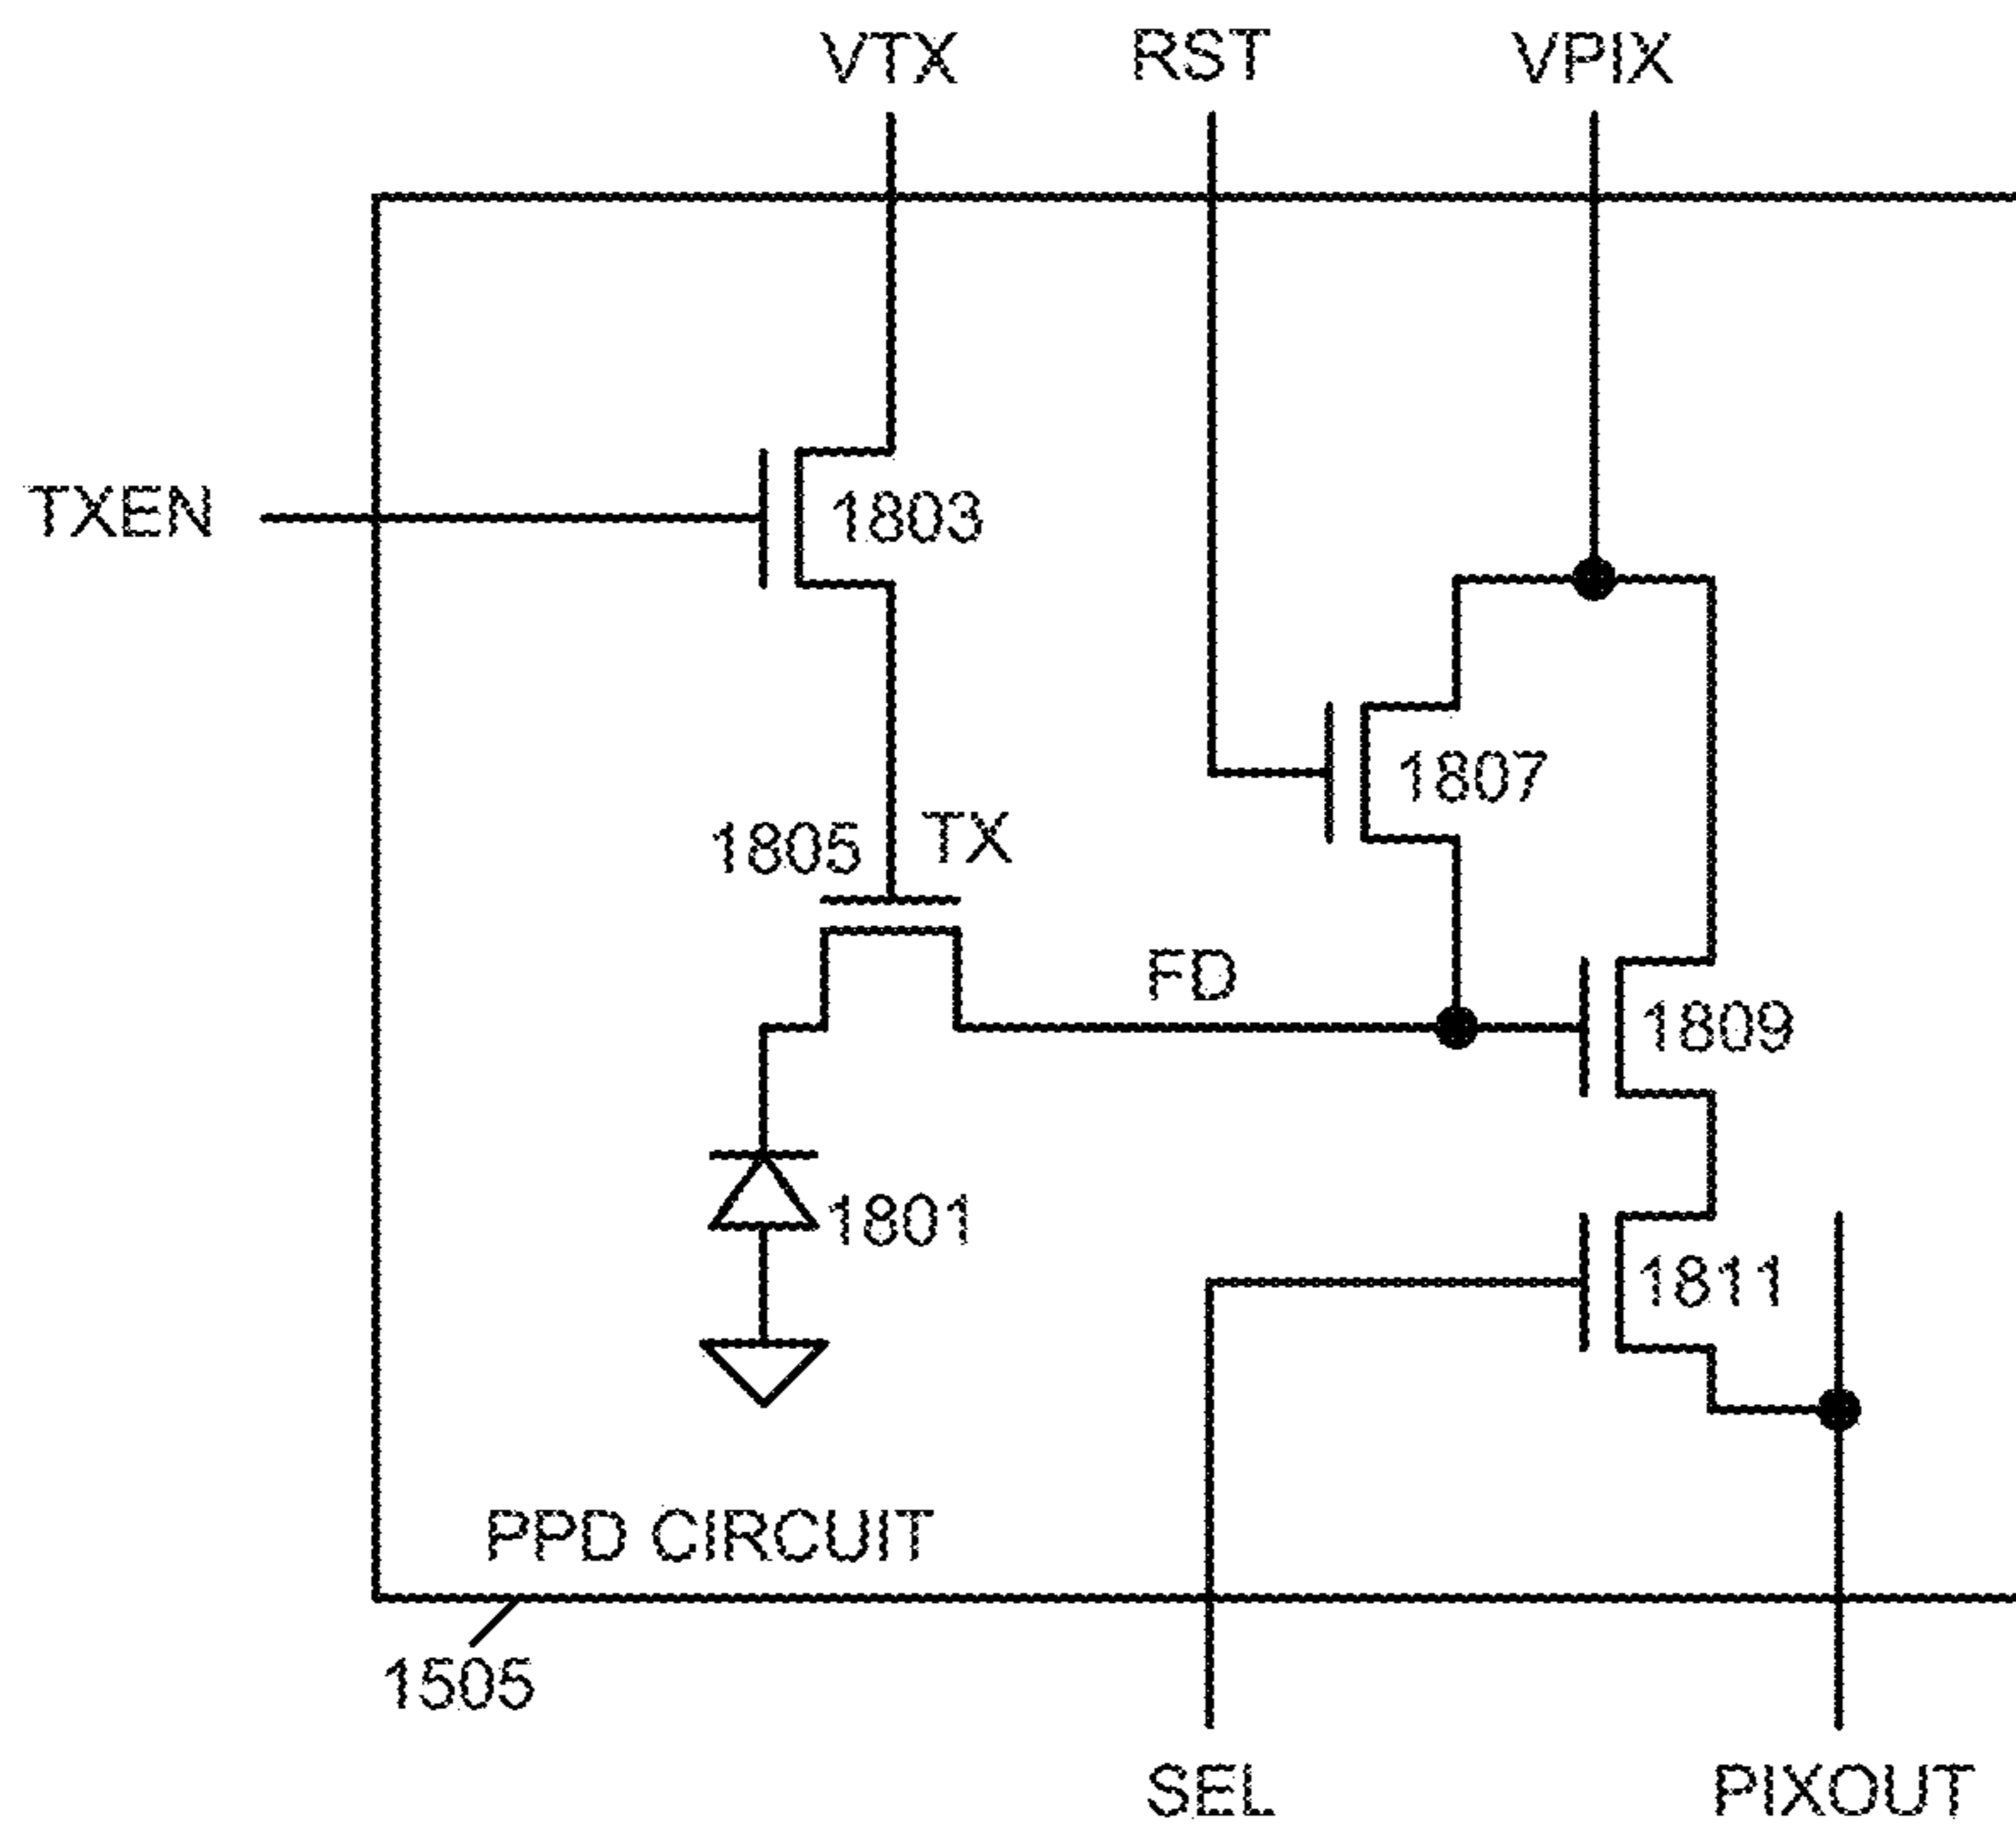 VTX RST VPIX
TXEN
1803
1807
1805 TX
FD
1809
1801
1811
PPD CIRCUIT
1505
SEL PIXOUT